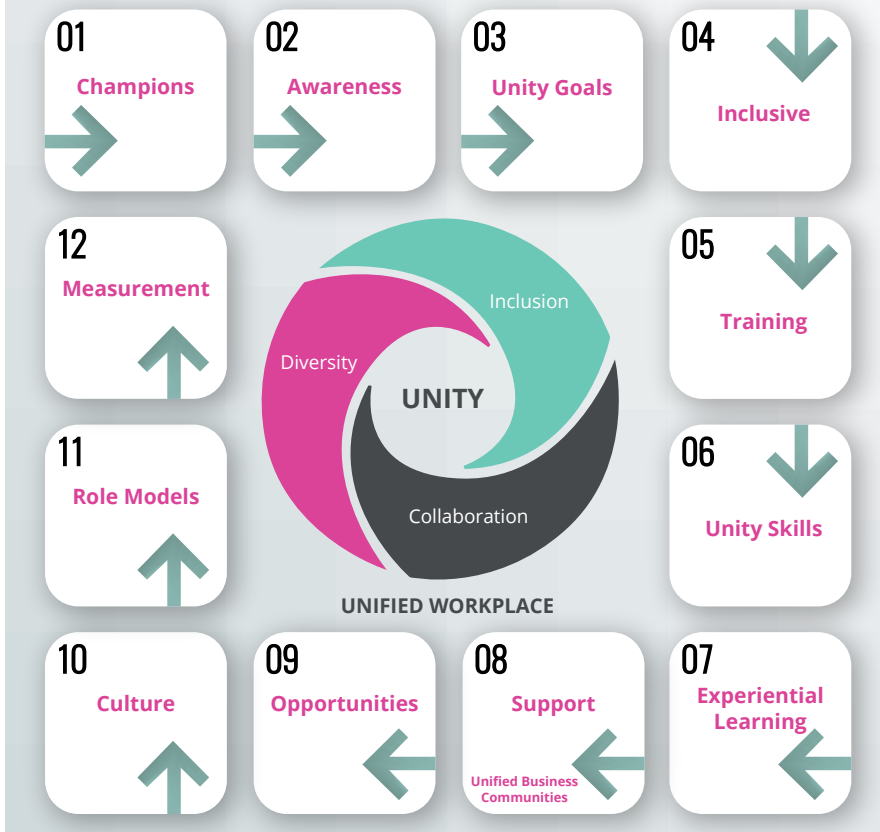 01
Champions
02
Awareness
03
Unity Goals
04
Inclusive
05
Training
06
Unity Skills
07
Experiential
Learning
08
Support
Unified Business
Communities
09
Opportunities
10
Culture
11
Role Models
12
Measurement
Inclusion
Diversity
UNITY
Collaboration
UNIFIED WORKPLACE